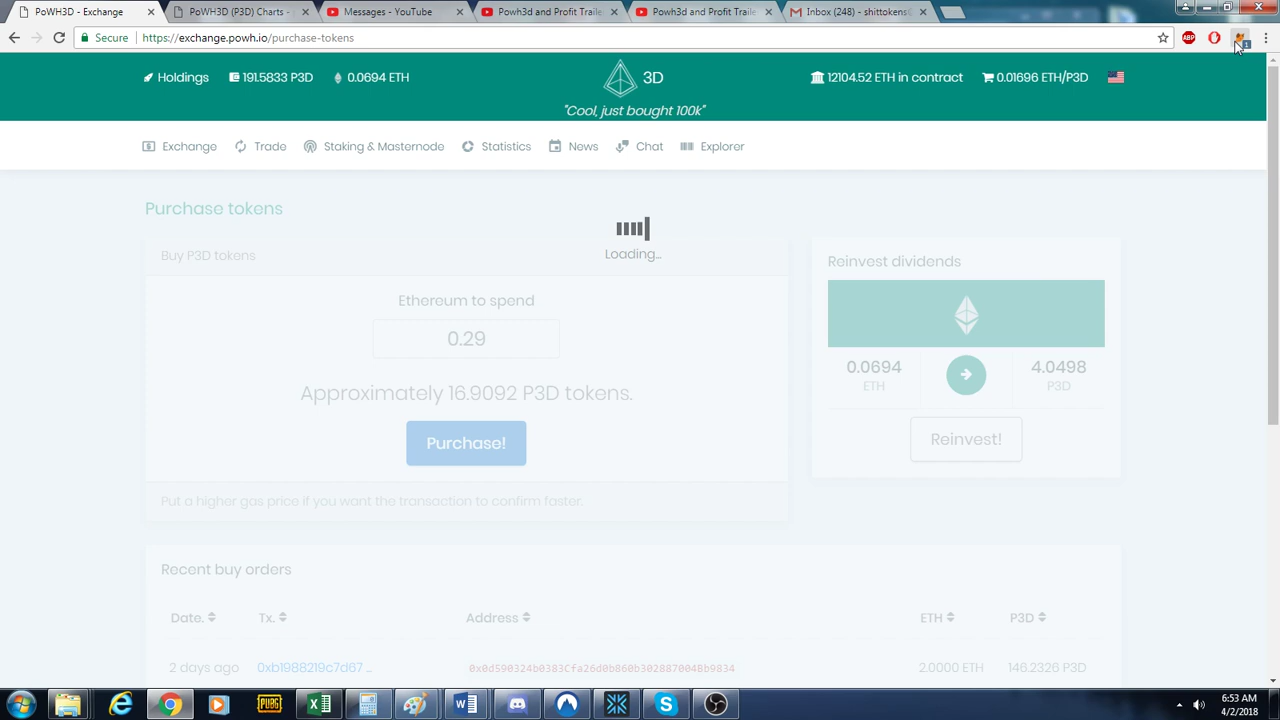 PoWH3D - Exchange
PoWH3D (P3D) Charts -
Messages - YouTube
Powh3d and Profit Traile
Powh3d and Profit Traile
Inbox (248) - shittokens@
Secure
https://exchange.powh.io/purchase-tokens
ABP
1
Holdings
191.5833 P3D
0.0694 ETH
3D
12104.52 ETH in contract
0.01696 ETH/P3D
"Cool, just bought 100k"
Exchange
Trade
Staking & Masternode
Statistics
News
Chat
Explorer
Purchase tokens
Loading...
Buy P3D tokens
Ethereum to spend
0.29
Approximately 16.9092 P3D tokens.
Purchase!
Put a higher gas price if you want the transaction to confirm faster.
Reinvest dividends
0.0694
ETH
4.0498
P3D
Reinvest!
Recent buy orders
Date.
Tx.
Address
ETH
P3D
2 days ago
0xb1988219c7d67 ...
0x0d590324b0383Cfa26d0b860b302887004Bb9834
2.0000 ETH
146.2326 P3D
PUBG
6:53 AM
4/2/2018